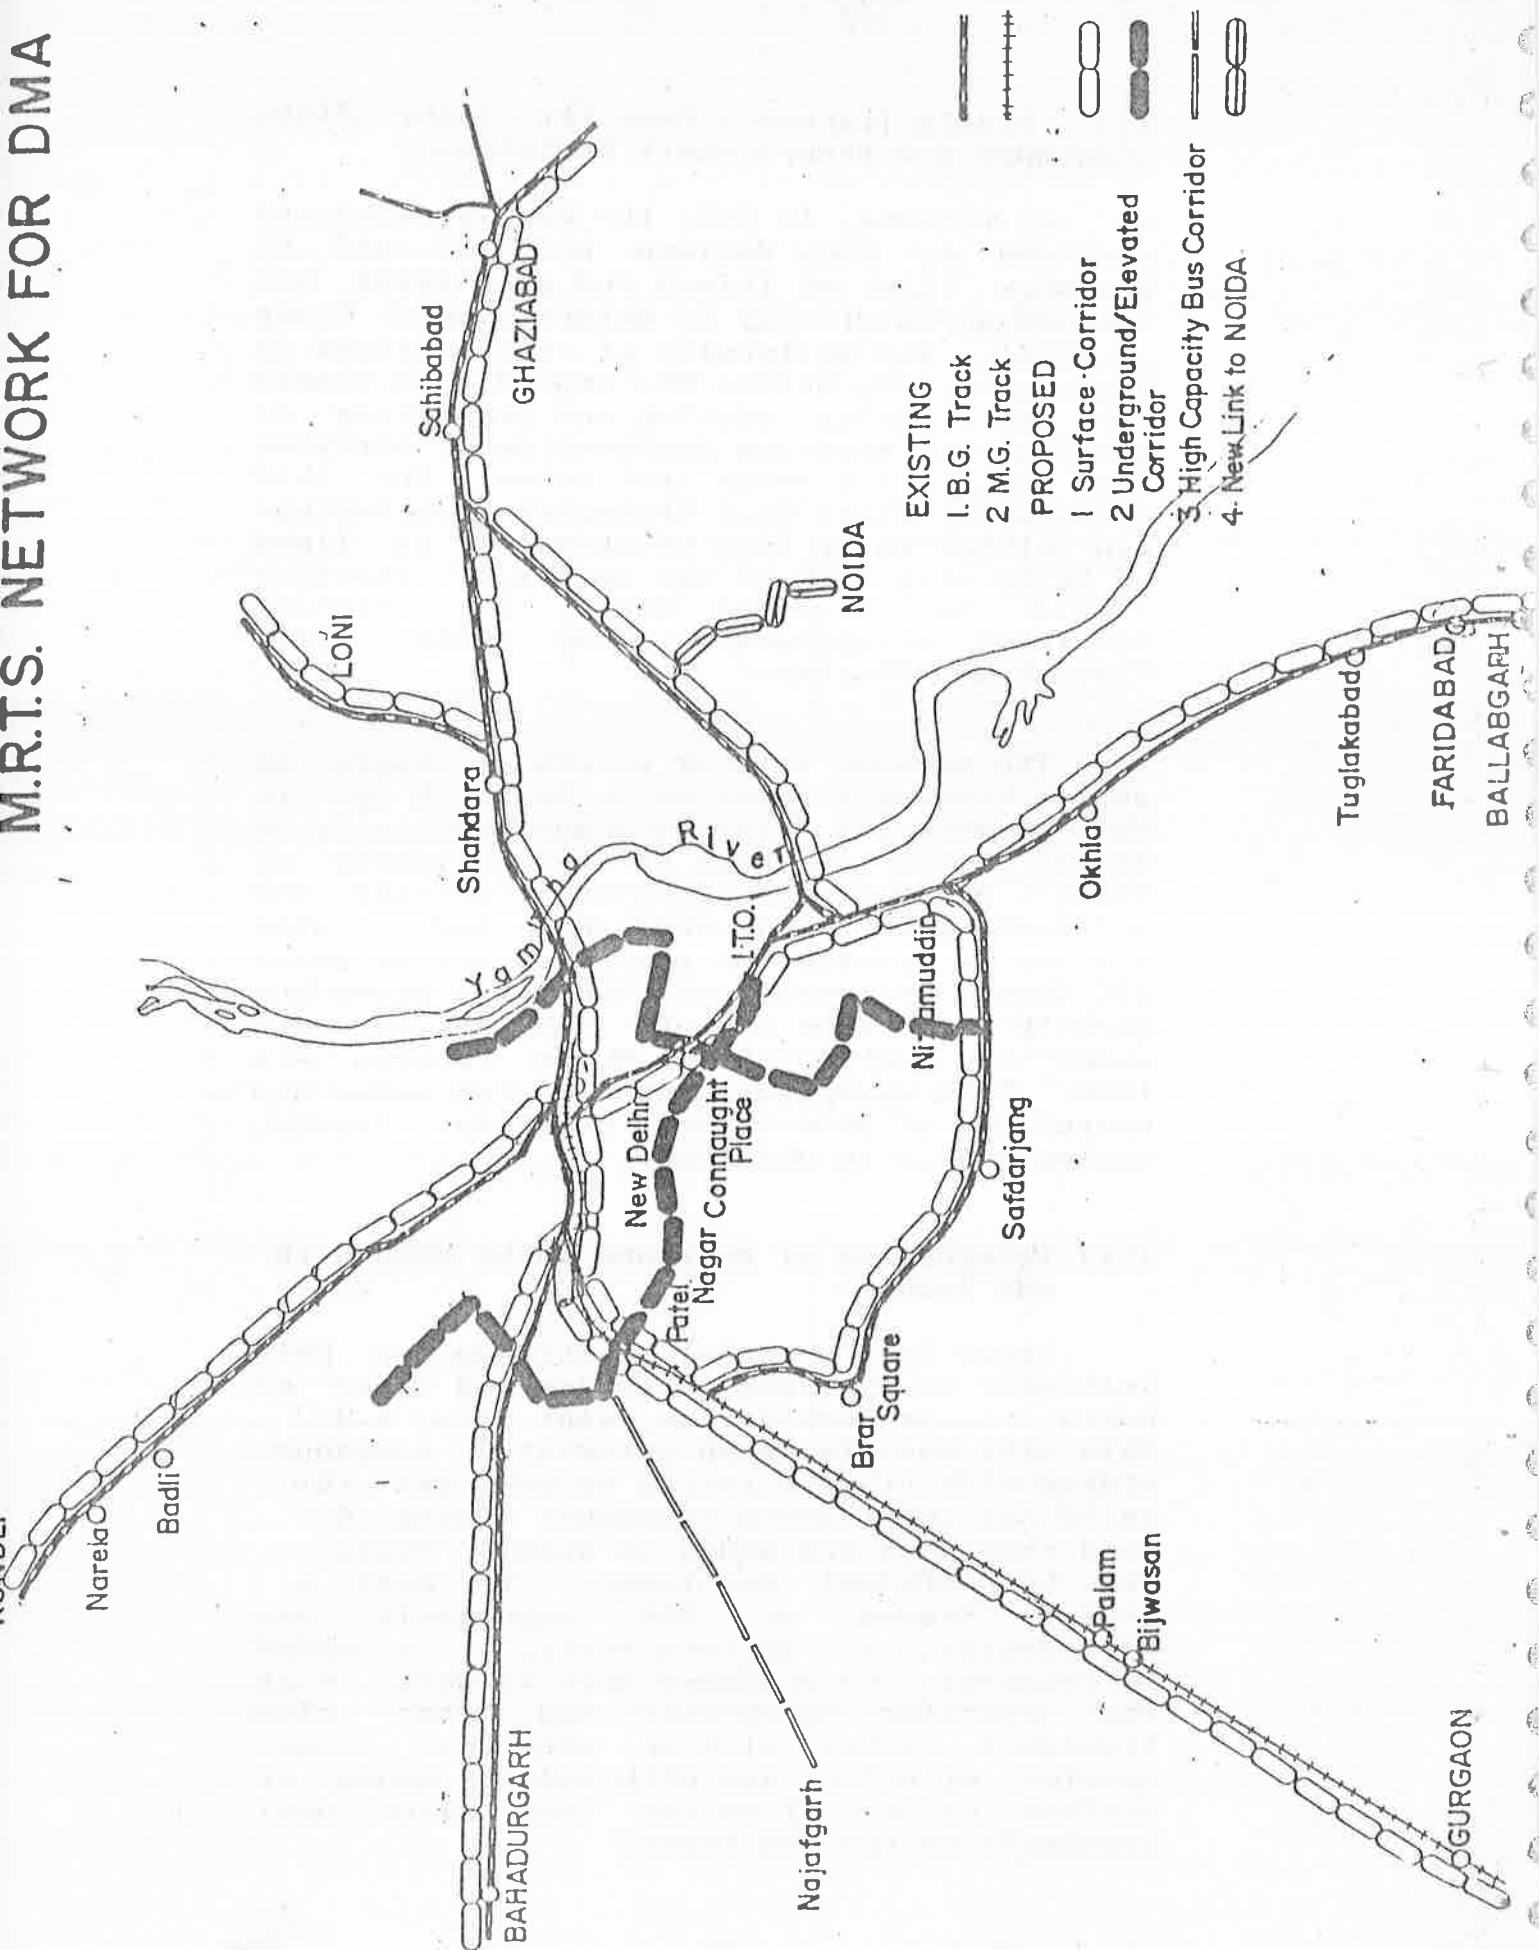 M.R.T.S. NETWORK FOR DMA
Narela
Badi
LONI
Sahibabad
GHAZIABAD
Shahdara
Yamuna
River
BAHADURGARH
New Delhi
Patel
Nagar
Connaught
Place
I.T.O.
NOIDA
Najafgarh
Brar
Square
Nizamuddin
Safdarjang
Okhla
Palam
Bijwasan
GURGAON
Tuglakabad
FARIDABAD
BALLABGARH
EXISTING
1. B.G. Track
2 M.G. Track
PROPOSED
1 Surface Corridor
2 Underground/Elevated
Corridor
3 High Capacity Bus Corridor
4. New Link to NOIDA